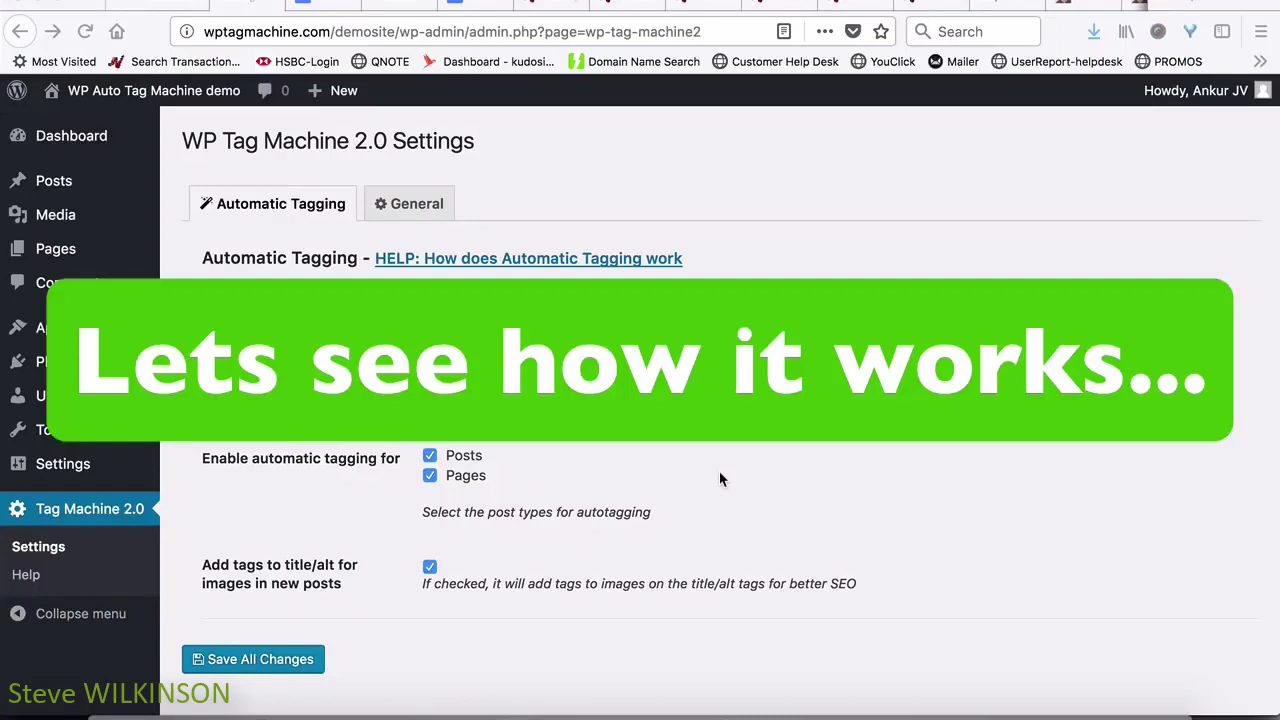 wptagmachine.com/demosite/wp-admin/admin.php?page=wp-tag-machine2
Search
Most Visited
Search Transaction...
HSBC-Login
QNOTE
Dashboard - kudosi...
Domain Name Search
Customer Help Desk
YouClick
Mailer
UserReport-helpdesk
PROMOS
WP Auto Tag Machine demo
0
New
Howdy, Ankur JV
Dashboard
Posts
Media
Pages
Settings
Tag Machine 2.0
Settings
Help
Collapse menu
WP Tag Machine 2.0 Settings
Automatic Tagging
General
Automatic Tagging - HELP: How does Automatic Tagging work
Lets see how it works...
Enable automatic tagging for
Posts
Pages
Select the post types for autotagging
Add tags to title/alt for
images in new posts
If checked, it will add tags to images on the title/alt tags for better SEO
Save All Changes
Steve WILKINSON